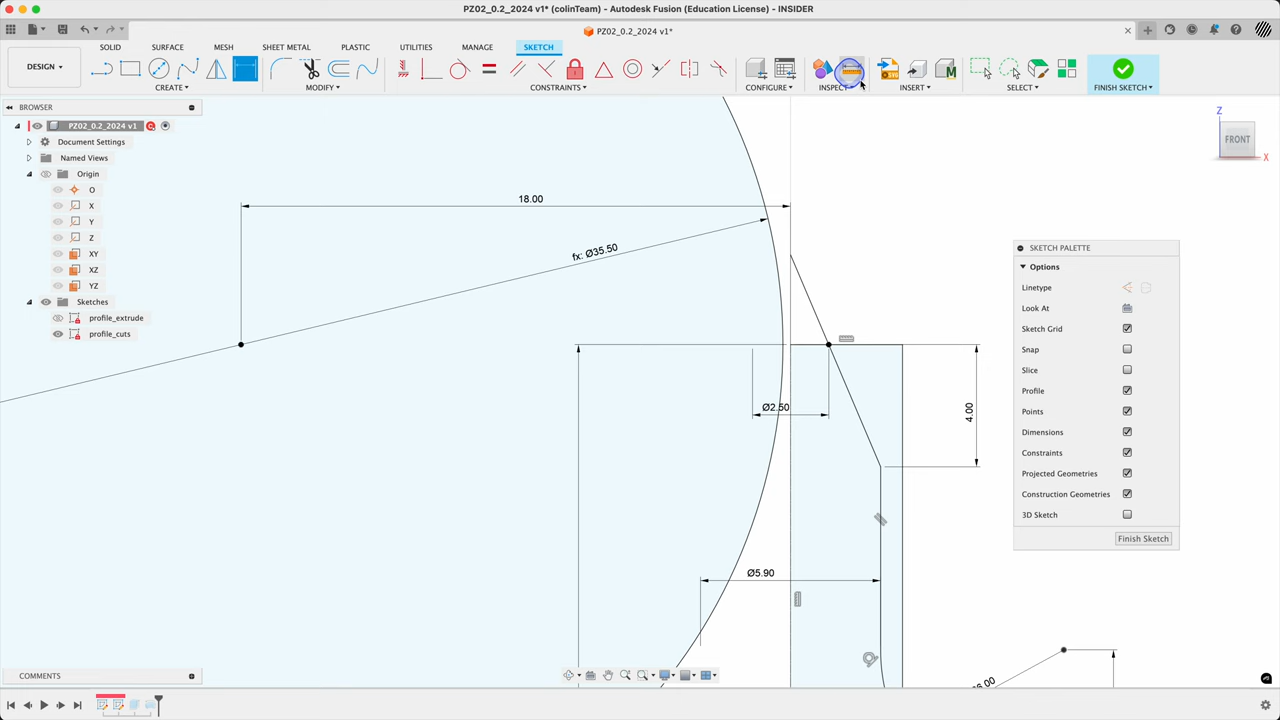 PZ02_0.2_2024 v1* (colinTeam) - Autodesk Fusion (Education License) - INSIDER
PZ02_0.2_2024 v1*
SOLID SURFACE MESH SHEET METAL PLASTIC UTILITIES MANAGE SKETCH
DESIGN
CREATE MODIFY CONSTRAINTS CONFIGURE INSPECT INSERT SELECT FINISH SKETCH
BROWSER
PZ02_0.2_2024 v1
Document Settings
Named Views
Origin
O
X
Y
Z
XY
XZ
YZ
Sketches
profile_extrude
profile_cuts
18.00
fx: Ø35.50
Ø2.50
4.00
Ø5.90
Z
FRONT
X
SKETCH PALETTE
Options
Linetype
Look At
Sketch Grid
Snap
Slice
Profile
Points
Dimensions
Constraints
Projected Geometries
Construction Geometries
3D Sketch
Finish Sketch
COMMENTS